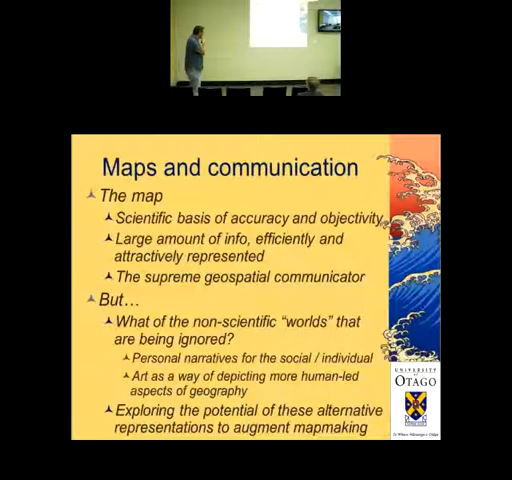 Maps and communication
The map
Scientific basis of accuracy and objectivity
Large amount of info, efficiently and
attractively represented
The supreme geospatial communicator
But…
What of the non-scientific “worlds” that
are being ignored?
Personal narratives for the social / individual
Art as a way of depicting more human-led
aspects of geography
Exploring the potential of these alternative
representations to augment mapmaking
UNIVERSITY
of
OTAGO